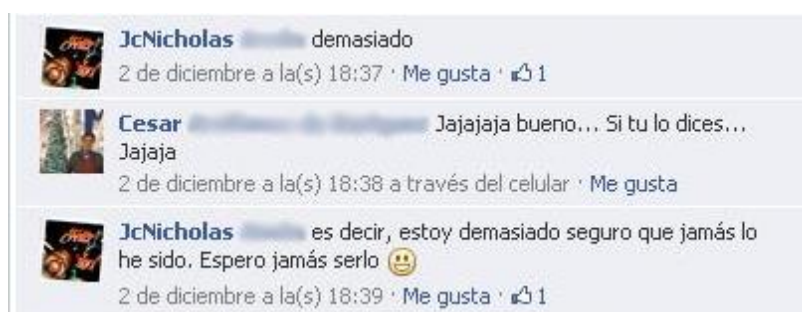 JcNicholas demasiado
2 de diciembre a la(s) 18:37 · Me gusta · 1
Cesar Jajajaja bueno... Si tu lo dices...
Jajaja
2 de diciembre a la(s) 18:38 a través del celular · Me gusta
JcNicholas es decir, estoy demasiado seguro que jamás lo
he sido. Espero jamás serlo
2 de diciembre a la(s) 18:39 · Me gusta · 1